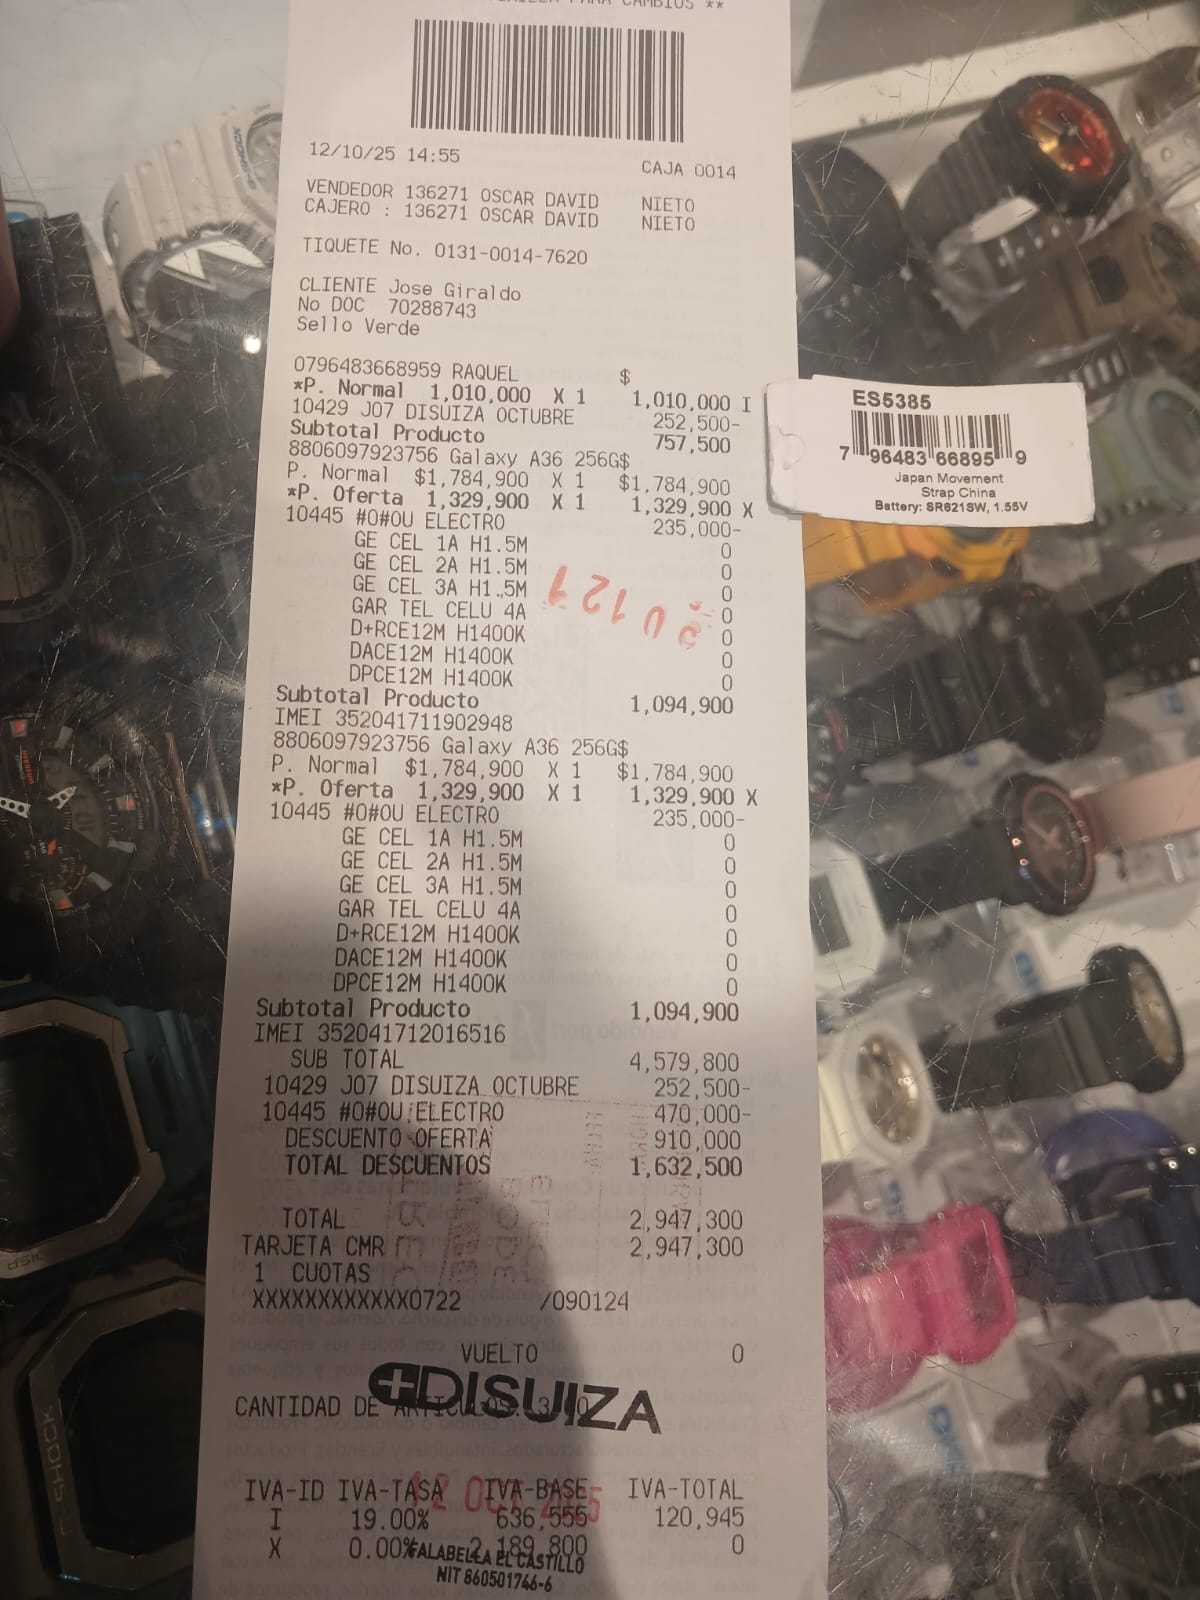 PARA CAMBIOS **
12/10/25 14:55 CAJA 0014
VENDEDOR 136271 OSCAR DAVID NIETO
CAJERO : 136271 OSCAR DAVID NIETO
TIQUETE No. 0131-0014-7620
CLIENTE Jose Giraldo
No DOC 70288743
Sello Verde
0796483668959 RAQUEL $
*P. Normal 1,010,000 X 1 1,010,000 I
10429 J07 DISUIZA OCTUBRE 252,500-
Subtotal Producto 757,500
8806097923756 Galaxy A36 256G$
P. Normal $1,784,900 X 1 $1,784,900
*P. Oferta 1,329,900 X 1 1,329,900 X
10445 #0#0U ELECTRO 235,000-
GE CEL 1A H1.5M 0
GE CEL 2A H1.5M 0
GE CEL 3A H1.5M 0
GAR TEL CELU 4A 0
D+RCE12M H1400K 0
DACE12M H1400K 0
DPCE12M H1400K 0
Subtotal Producto 1,094,900
IMEI 352041711902948
8806097923756 Galaxy A36 256G$
P. Normal $1,784,900 X 1 $1,784,900
*P. Oferta 1,329,900 X 1 1,329,900 X
10445 #0#0U ELECTRO 235,000-
GE CEL 1A H1.5M 0
GE CEL 2A H1.5M 0
GE CEL 3A H1.5M 0
GAR TEL CELU 4A 0
D+RCE12M H1400K 0
DACE12M H1400K 0
DPCE12M H1400K 0
Subtotal Producto 1,094,900
IMEI 352041712016516
SUB TOTAL 4,579,800
10429 J07 DISUIZA OCTUBRE 252,500-
10445 #0#0U ELECTRO 470,000-
DESCUENTO OFERTA 910,000
TOTAL DESCUENTOS 1,632,500
TOTAL 2,947,300
TARJETA CMR 2,947,300
1 CUOTAS
XXXXXXXXXXXX0722 /090124
VUELTO 0
DISUIZA
CANTIDAD DE ARTICULOS
12 OCT
IVA-ID IVA-TASA IVA-BASE IVA-TOTAL
I 19.00% 636,555 120,945
X 0.00% 2,189,800 0
FALABELLA EL CASTILLO
NIT 860501746-6
ES5385
7 96483 66895 9
Japan Movement
Strap China
Battery: SR621SW, 1.55V
G-SHOCK